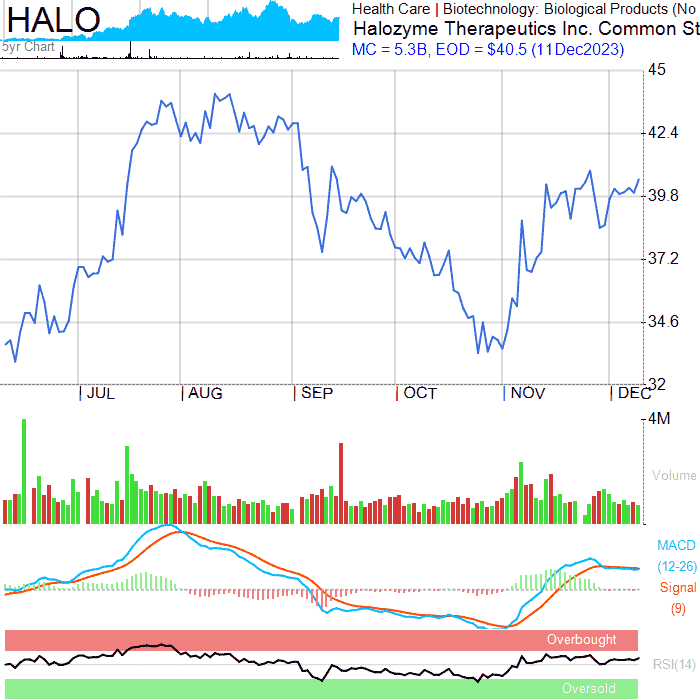 HALO
5yr Chart
Health Care | Biotechnology: Biological Products (No
Halozyme Therapeutics Inc. Common St
MC = 5.3B, EOD = $40.5 (11Dec2023)
45
42.4
39.8
37.2
34.6
32
| JUL
| AUG
| SEP
| OCT
| NOV
| DEC
4M
Volume
MACD
(12-26)
Signal
(9)
Overbought
RSI(14)
Oversold